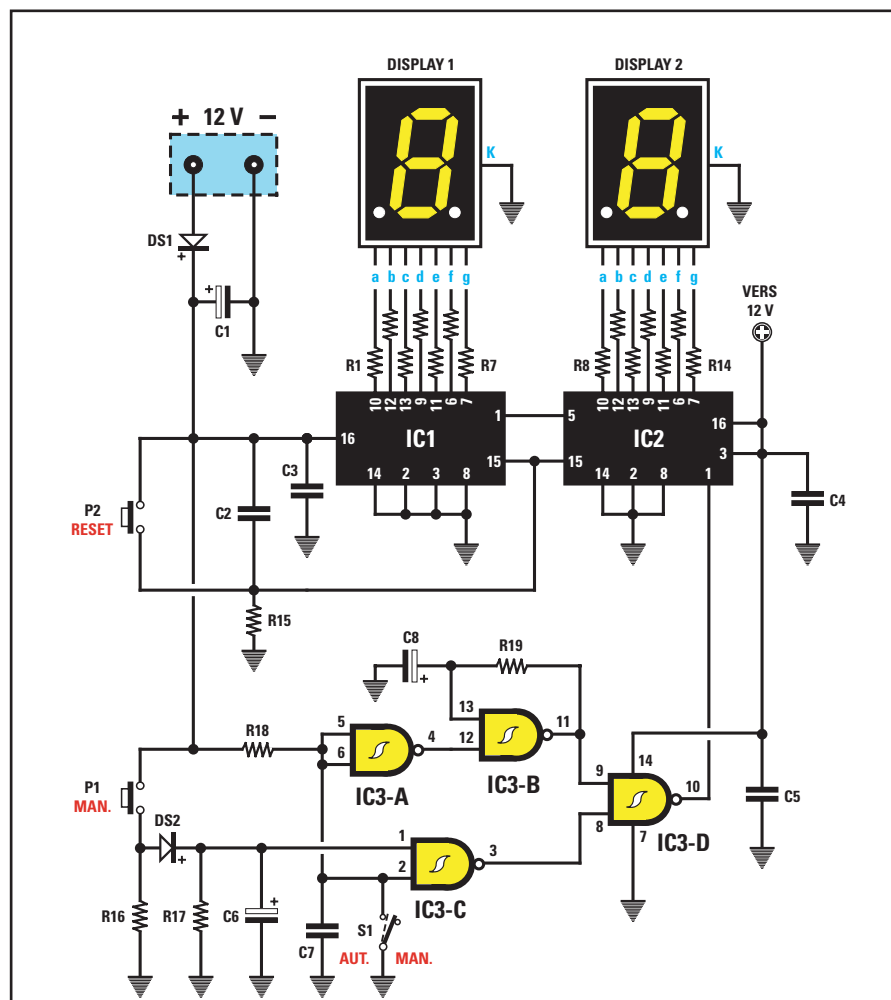 DISPLAY 1
DISPLAY 2
+ 12 V −
K
K
DS1
+
+
C1
a b c d e f g
a b c d e f g
VERS
12 V
R1
R7
R8
R14
10 12 13 9 11 6 7
10 12 13 9 11 6 7
16
IC1
1
5
IC2
16
3
15
15
1
14 2 3 8
14 2 8
P2
RESET
C2
C3
C4
R15
C8
+
R19
R18
5
6
4
13
12
11
IC3-A
IC3-B
P1
MAN.
DS2
+
1
2
3
9
8
14
10
7
IC3-C
IC3-D
C5
R16
R17
C6
+
C7
S1
AUT.
MAN.